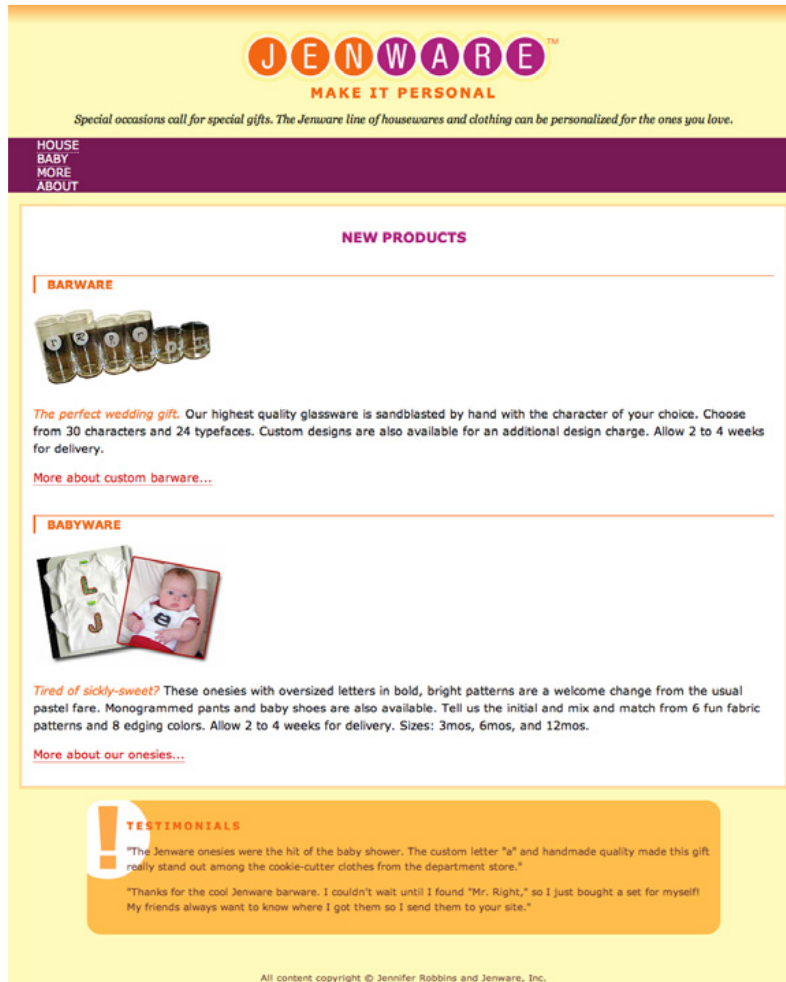 JENWARE™
MAKE IT PERSONAL
Special occasions call for special gifts. The Jenware line of housewares and clothing can be personalized for the ones you love.
HOUSE
BABY
MORE
ABOUT
NEW PRODUCTS
BARWARE
The perfect wedding gift. Our highest quality glassware is sandblasted by hand with the character of your choice. Choose
from 30 characters and 24 typefaces. Custom designs are also available for an additional design charge. Allow 2 to 4 weeks
for delivery.
More about custom barware...
BABYWARE
L
J
e
Tired of sickly-sweet? These onesies with oversized letters in bold, bright patterns are a welcome change from the usual
pastel fare. Monogrammed pants and baby shoes are also available. Tell us the initial and mix and match from 6 fun fabric
patterns and 8 edging colors. Allow 2 to 4 weeks for delivery. Sizes: 3mos, 6mos, and 12mos.
More about our onesies...
!
TESTIMONIALS
"The Jenware onesies were the hit of the baby shower. The custom letter "a" and handmade quality made this gift
really stand out among the cookie-cutter clothes from the department store."
"Thanks for the cool Jenware barware. I couldn't wait until I found "Mr. Right," so I just bought a set for myself!
My friends always want to know where I got them so I send them to your site."
All content copyright © Jennifer Robbins and Jenware, Inc.